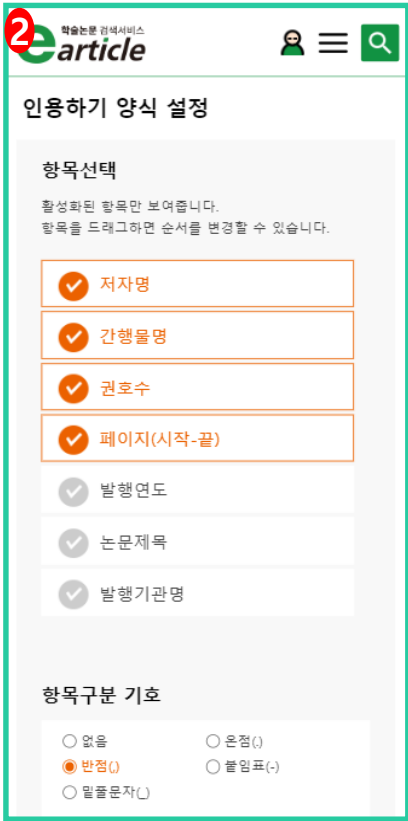 2
학술논문 검색서비스
earticle
인용하기 양식 설정
항목선택
활성화된 항목만 보여줍니다.
항목을 드래그하면 순서를 변경할 수 있습니다.
저자명
간행물명
권호수
페이지(시작-끝)
발행연도
논문제목
발행기관명
항목구분 기호
없음 온점(.)
반점(,) 붙임표(-)
밑줄문자(_)